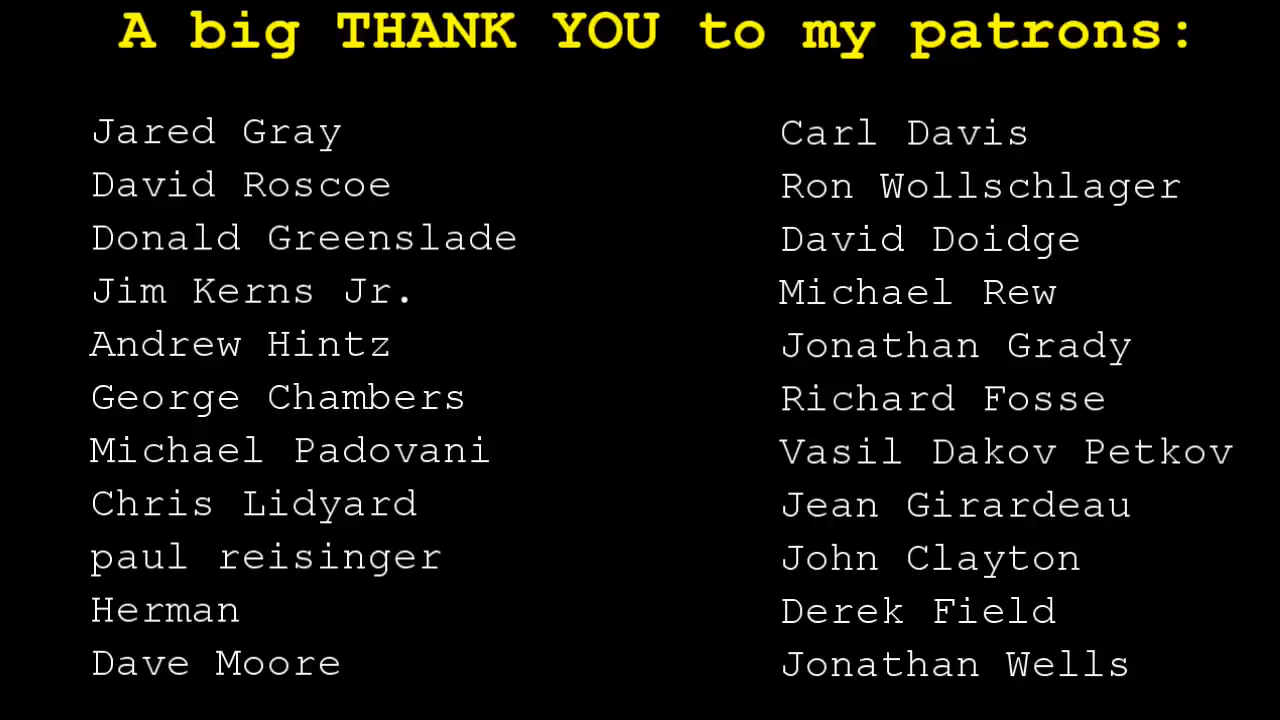 A big THANK YOU to my patrons:
Jared Gray
David Roscoe
Donald Greenslade
Jim Kerns Jr.
Andrew Hintz
George Chambers
Michael Padovani
Chris Lidyard
paul reisinger
Herman
Dave Moore
Carl Davis
Ron Wollschlager
David Doidge
Michael Rew
Jonathan Grady
Richard Fosse
Vasil Dakov Petkov
Jean Girardeau
John Clayton
Derek Field
Jonathan Wells